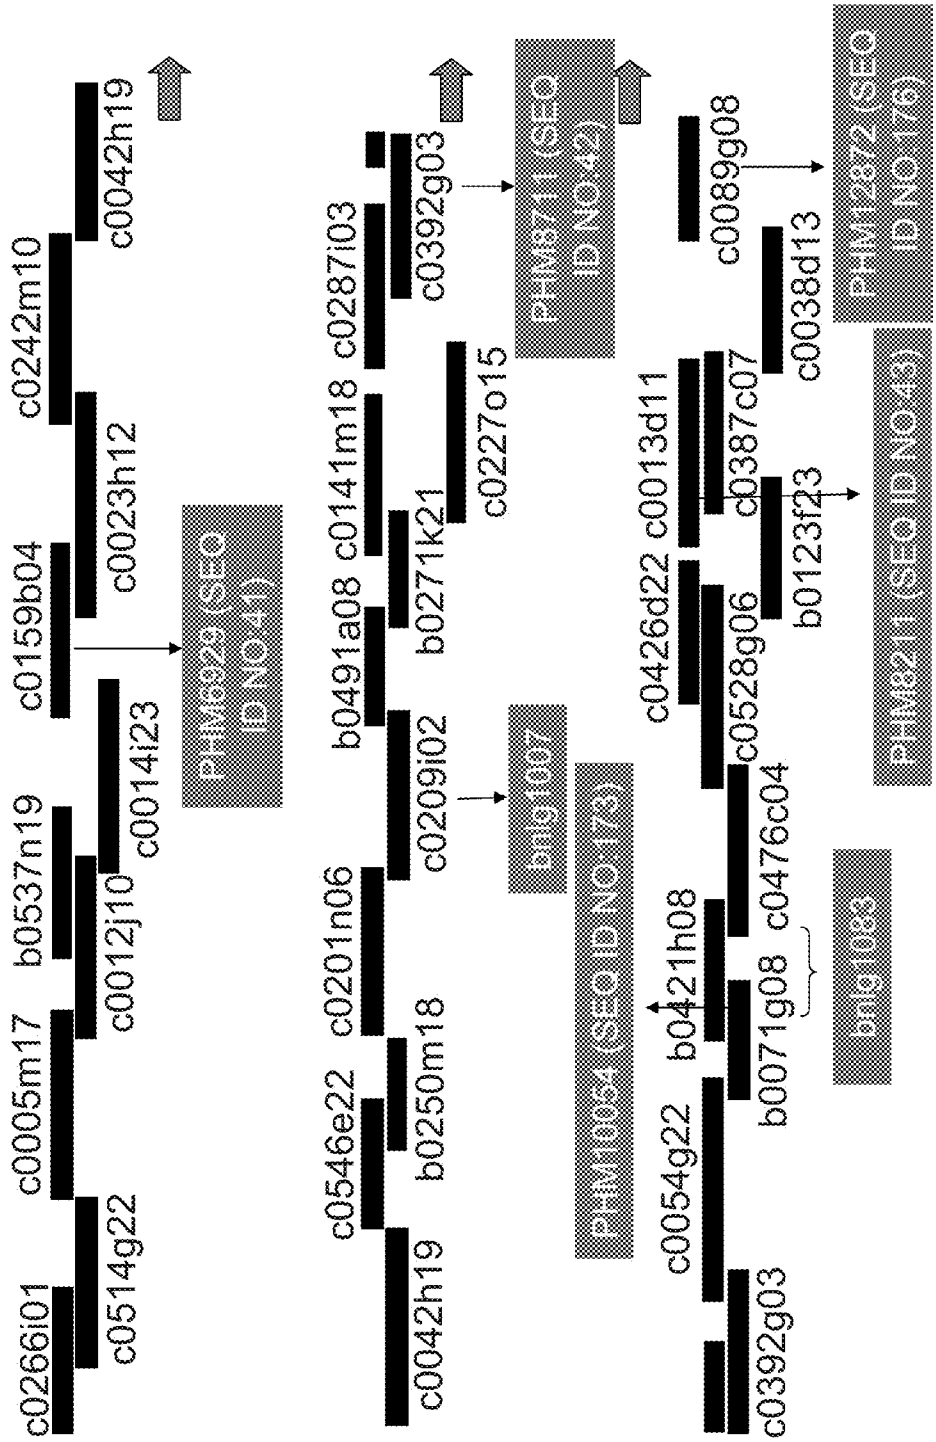 c0266i01
c0005m17
b0537n19
c0159b04
c0242m10
c0514g22
c0012j10
c0014i23
c0023h12
c0042h19
PHM6929 (SEQ
ID NO:41)
c0546e22
c0201n06
b0491a08
c0141m18
c0287i03
c0042h19
b0250m18
c0209i02
b0271k21
c0227o15
c0392g03
bnlg1007
PHM8711 (SEQ
ID NO:42)
PHM10054 (SEQ ID NO:173)
c0054g22
b0421h08
c0426d22
c0013d11
c0089g08
c0392g03
b0071g08
c0476c04
c0528g06
b0123f23
c0387c07
c0038d13
bnlg1083
PHM8211 (SEQ ID NO:43)
PHM12872 (SEQ
ID NO:176)